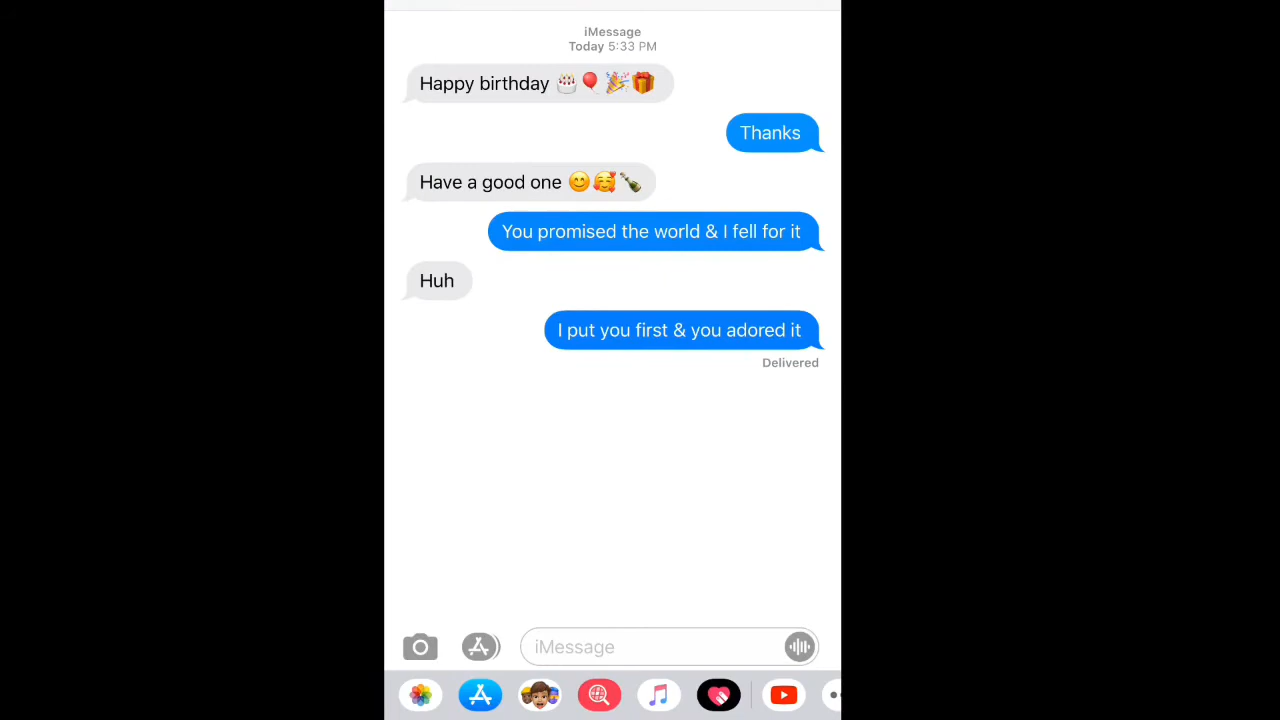 iMessage
Today 5:33 PM
Happy birthday 🎂🎈🎉🎁
Thanks
Have a good one 😊🥰🍾
You promised the world & I fell for it
Huh
I put you first & you adored it
Delivered
iMessage